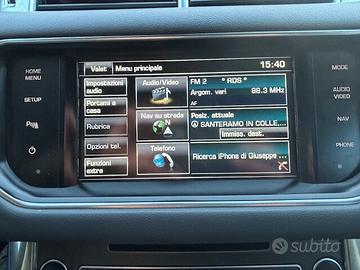 HOME
MENU
SETUP
Valet
Menu principale
15:40
Impostazioni
audio
Portami a
casa
Rubrica
Opzioni tel.
Funzioni
extra
Audio/Video
Nav su strada
N
Telefono
FM 2 "RDS"
Argom. vari 88.3 MHz
AF
Posiz. attuale
SANTERAMO IN COLLE, ...
Immiss. dest.
Ricerca iPhone di Giuseppe ...
MODE
AUDIO
VIDEO
NAV
PHONE
subito.it